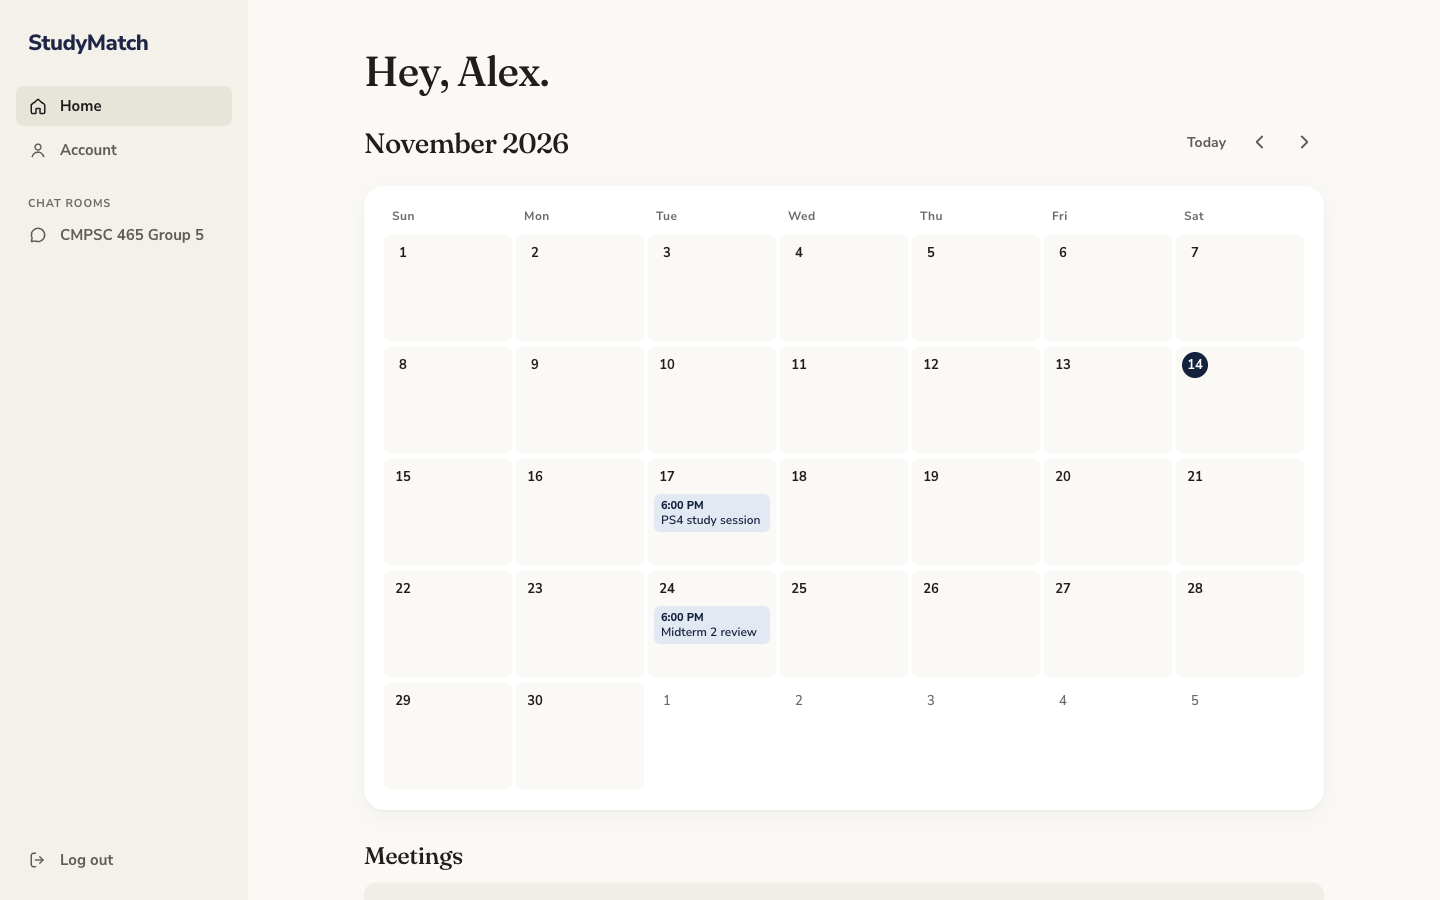 StudyMatch
Home
Account
CHAT ROOMS
CMPSC 465 Group 5
Log out
Hey, Alex.
November 2026
Today
Sun Mon Tue Wed Thu Fri Sat
1 2 3 4 5 6 7
8 9 10 11 12 13 14
15 16 17 18 19 20 21
6:00 PM
PS4 study session
22 23 24 25 26 27 28
6:00 PM
Midterm 2 review
29 30 1 2 3 4 5
Meetings